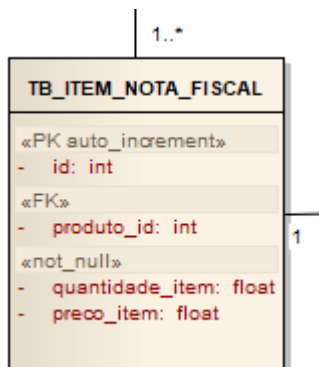 1..*
TB_ITEM_NOTA_FISCAL
«PK auto_increment»
- id: int
«FK»
- produto_id: int
1
«not_null»
- quantidade_item: float
- preco_item: float